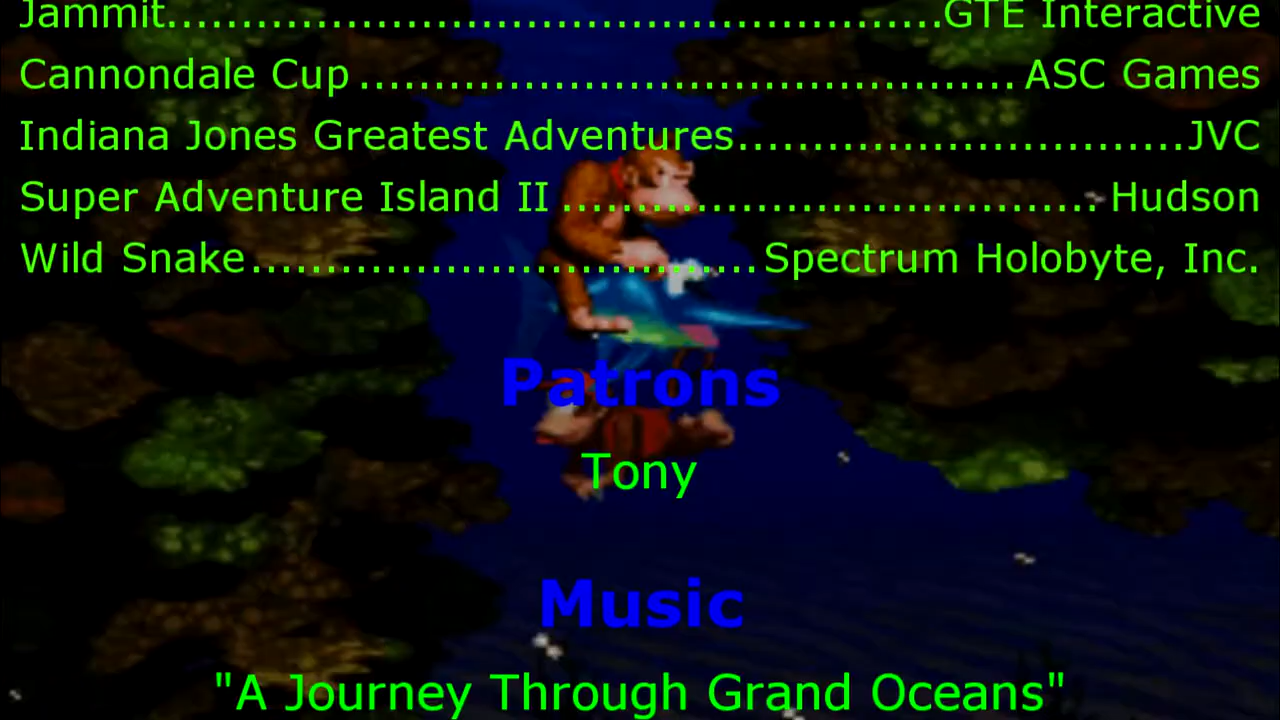 Jammit..................................................GTE Interactive
Cannondale Cup ............................................ ASC Games
Indiana Jones Greatest Adventures..............................JVC
Super Adventure Island II .................................... Hudson
Wild Snake..................................Spectrum Holobyte, Inc.
Patrons
Tony
Music
"A Journey Through Grand Oceans"